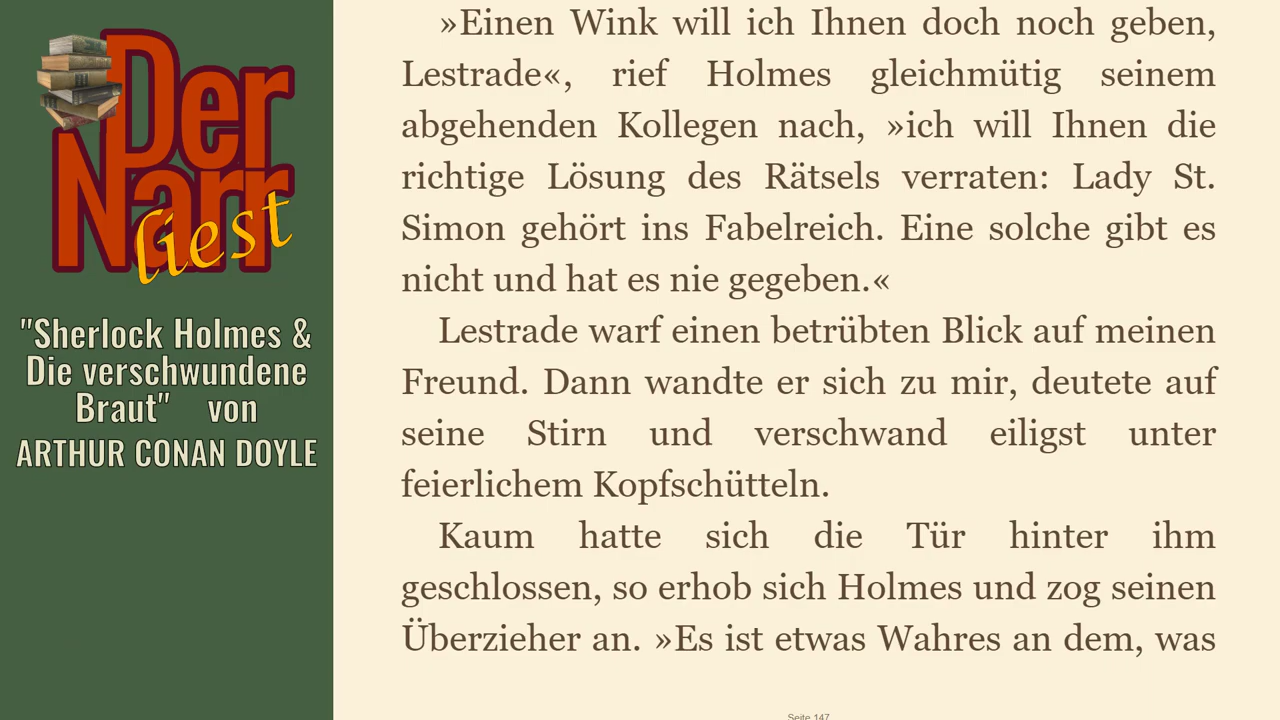 Der
Narr
liest
"Sherlock Holmes &
Die verschwundene
Braut" von
ARTHUR CONAN DOYLE
»Einen Wink will ich Ihnen doch noch geben,
Lestrade«, rief Holmes gleichmütig seinem
abgehenden Kollegen nach, »ich will Ihnen die
richtige Lösung des Rätsels verraten: Lady St.
Simon gehört ins Fabelreich. Eine solche gibt es
nicht und hat es nie gegeben.«
Lestrade warf einen betrübten Blick auf meinen
Freund. Dann wandte er sich zu mir, deutete auf
seine Stirn und verschwand eiligst unter
feierlichem Kopfschütteln.
Kaum hatte sich die Tür hinter ihm
geschlossen, so erhob sich Holmes und zog seinen
Überzieher an. »Es ist etwas Wahres an dem, was
Seite 147